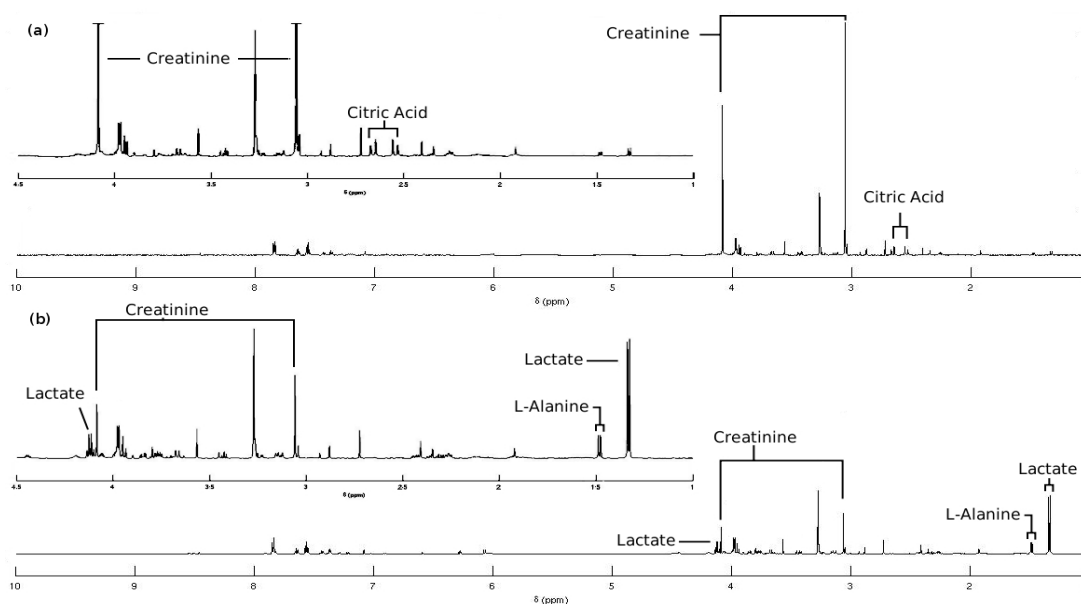 (a)
Creatinine
Citric Acid
4.5 4 3.5 3 2.5 2 1.5 1
δ (ppm)
Creatinine
Citric Acid
10 9 8 7 6 5 4 3 2
δ (ppm)
(b)
Creatinine
Lactate
Lactate
L-Alanine
4.5 4 3.5 3 2.5 2 1.5 1
δ (ppm)
Creatinine
Lactate
L-Alanine
Lactate
10 9 8 7 6 5 4 3 2
δ (ppm)